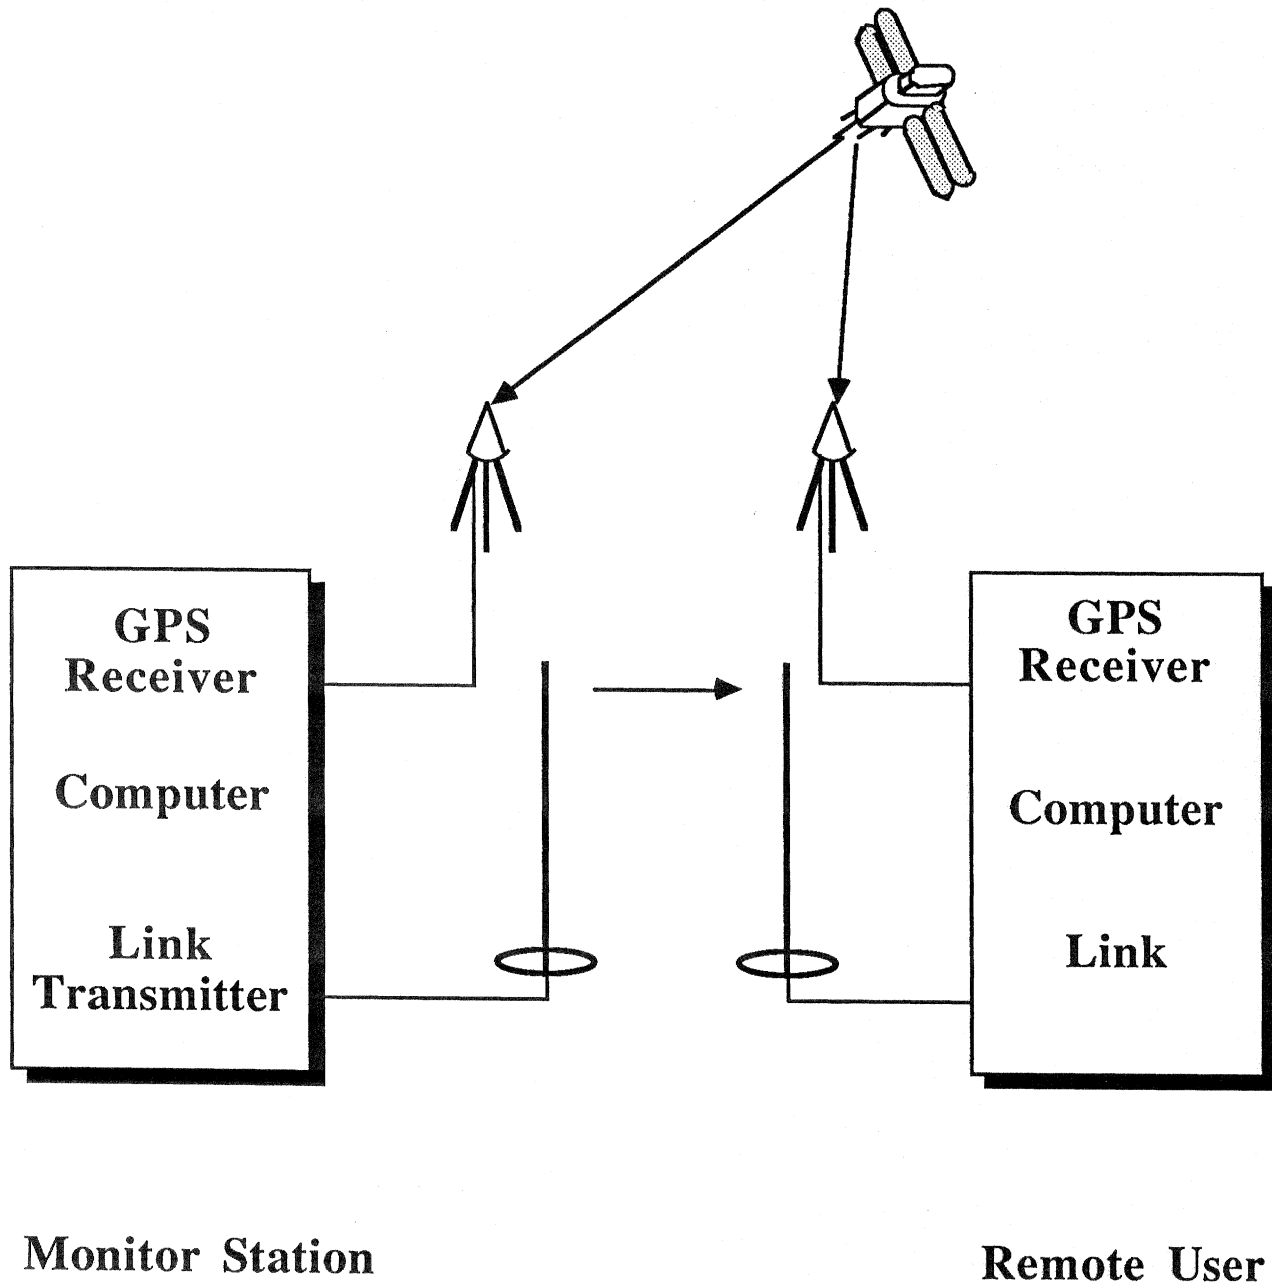 GPS
Receiver
Computer
Link
Transmitter
Monitor Station
GPS
Receiver
Computer
Link
Remote User